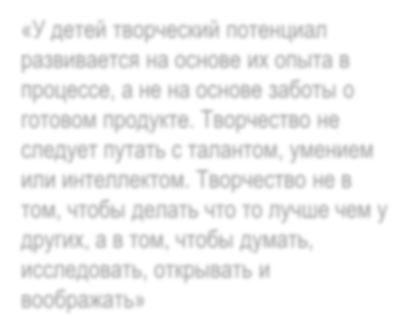 «У детей творческий потенциал
развивается на основе их опыта в
процессе, а не на основе заботы о
готовом продукте. Творчество не
следует путать с талантом, умением
или интеллектом. Творчество не в
том, чтобы делать что то лучше чем у
других, а в том, чтобы думать,
исследовать, открывать и
воображать»